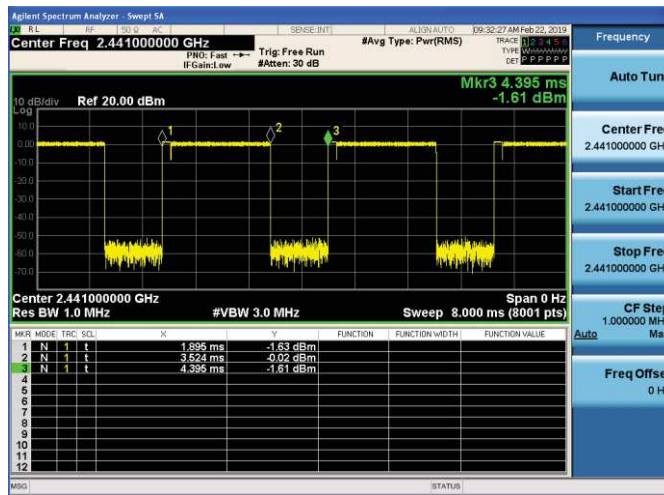 Agilent Spectrum Analyzer - Swept SA
RL RF 50 Ω AC SENSE:INT ALIGN AUTO 09:32:27 AM Feb 22, 2019
Center Freq 2.441000000 GHz
PNO: Fast
IFGain:Low
Trig: Free Run
#Atten: 30 dB
#Avg Type: Pwr(RMS)
TRACE 1 2 3 4 5 6
TYPE
DET P P P P P P
Mkr3 4.395 ms
-1.61 dBm
10 dB/div Ref 20.00 dBm
Log
10.0
0.00
-10.0
-20.0
-30.0
-40.0
-50.0
-60.0
-70.0
1
2
3
Center 2.441000000 GHz Span 0 Hz
Res BW 1.0 MHz #VBW 3.0 MHz Sweep 8.000 ms (8001 pts)
MKR MODE TRC SCL X Y FUNCTION FUNCTION WIDTH FUNCTION VALUE
1 N 1 t 1.895 ms -1.63 dBm
2 N 1 t 3.524 ms -0.02 dBm
3 N 1 t 4.395 ms -1.61 dBm
4
5
6
7
8
9
10
11
12
MSG STATUS
Frequency
Auto Tun
Center Fre
2.441000000 GH
Start Fre
2.441000000 GH
Stop Fre
2.441000000 GH
CF Step
1.000000 MH
Auto Ma
Freq Offse
0 H